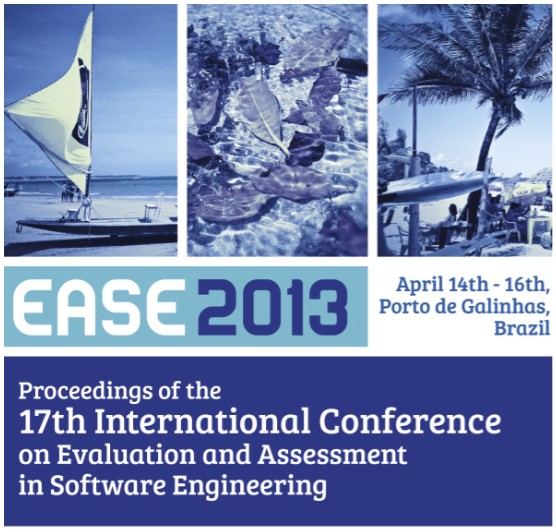 EASE 2013
April 14th - 16th,
Porto de Galinhas,
Brazil
Proceedings of the
17th International Conference
on Evaluation and Assessment
in Software Engineering